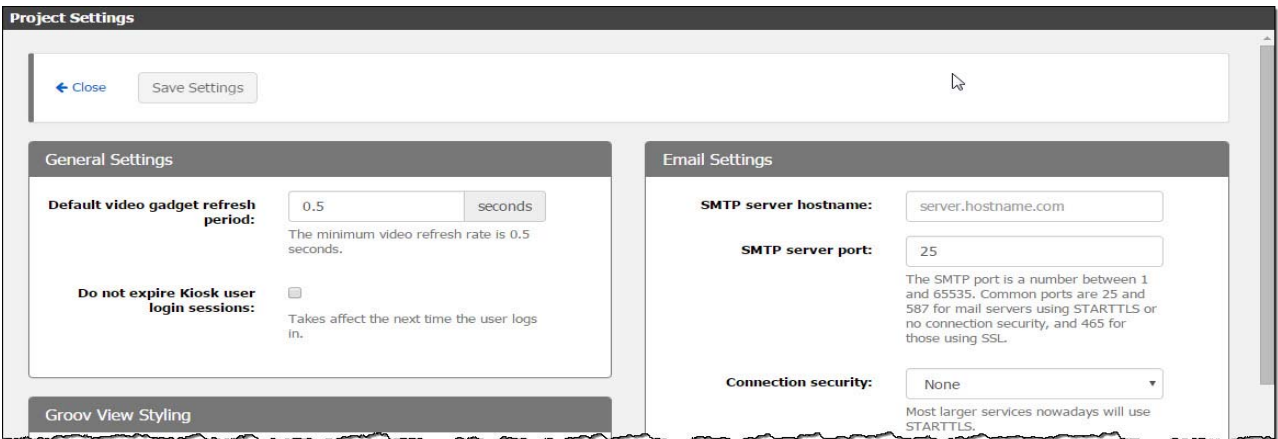 Project Settings
← Close
Save Settings
General Settings
Default video gadget refresh
period:
0.5
seconds
The minimum video refresh rate is 0.5
seconds.
Do not expire Kiosk user
login sessions:
Takes affect the next time the user logs
in.
Groov View Styling
Email Settings
SMTP server hostname:
server.hostname.com
SMTP server port:
25
The SMTP port is a number between 1
and 65535. Common ports are 25 and
587 for mail servers using STARTTLS or
no connection security, and 465 for
those using SSL.
Connection security:
None
Most larger services nowadays will use
STARTTLS.